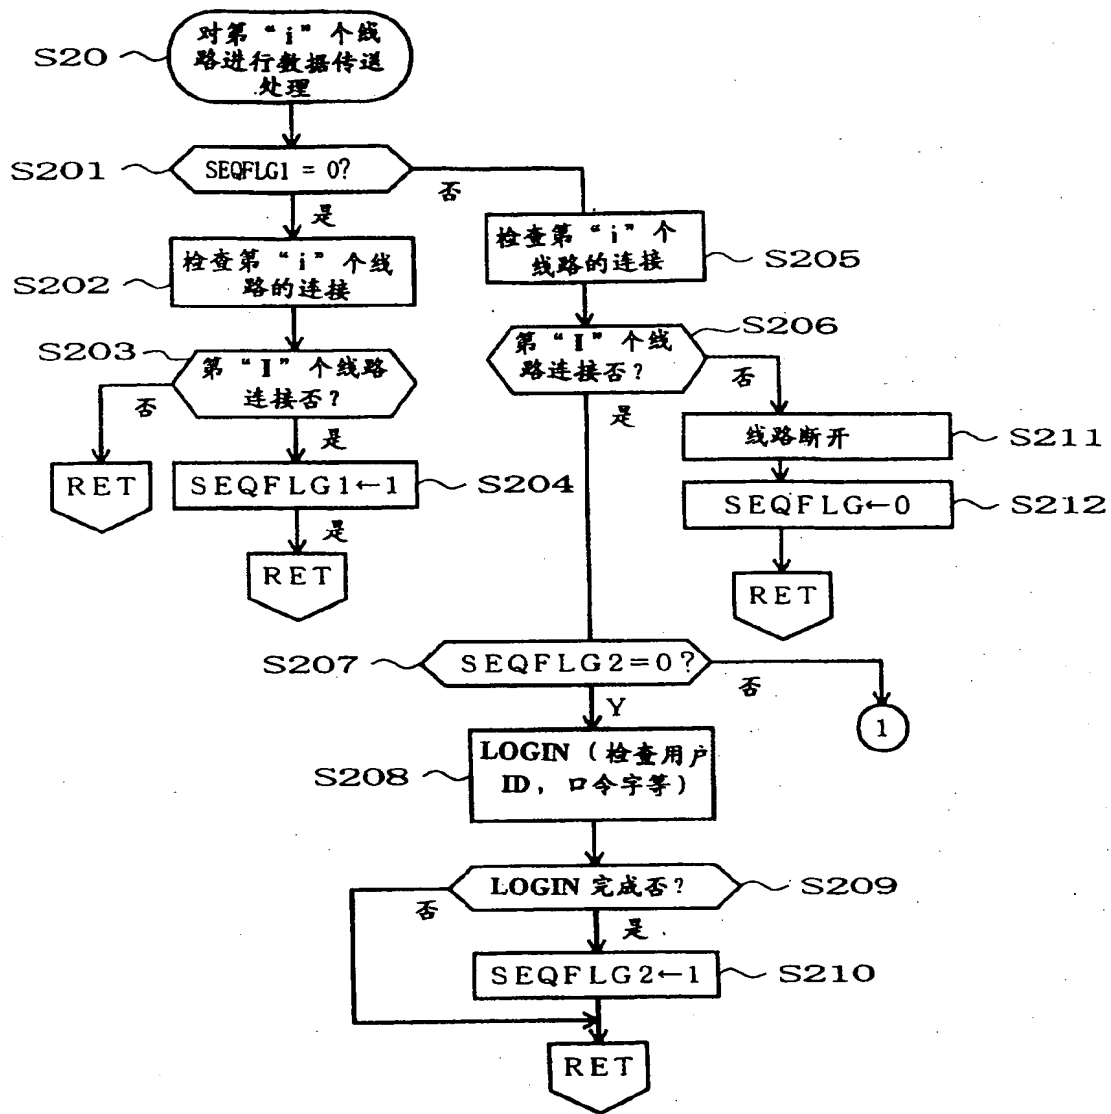 S20
对第“i”个线
路进行数据传送
处理
S201
SEQFLG1 = 0?
否
是
S202
检查第“i”个线
路的连接
检查第“i”个
线路的连接
S205
S203
第“I”个线路
连接否？
否
是
S206
第“I”个线
路连接否？
否
是
RET
SEQFLG1←1
S204
是
RET
线路断开
S211
SEQFLG←0
S212
RET
S207
SEQFLG2=0?
否
Y
1
S208
LOGIN（检查用户
ID，口令字等）
LOGIN 完成否？
S209
否
是
SEQFLG2←1
S210
RET